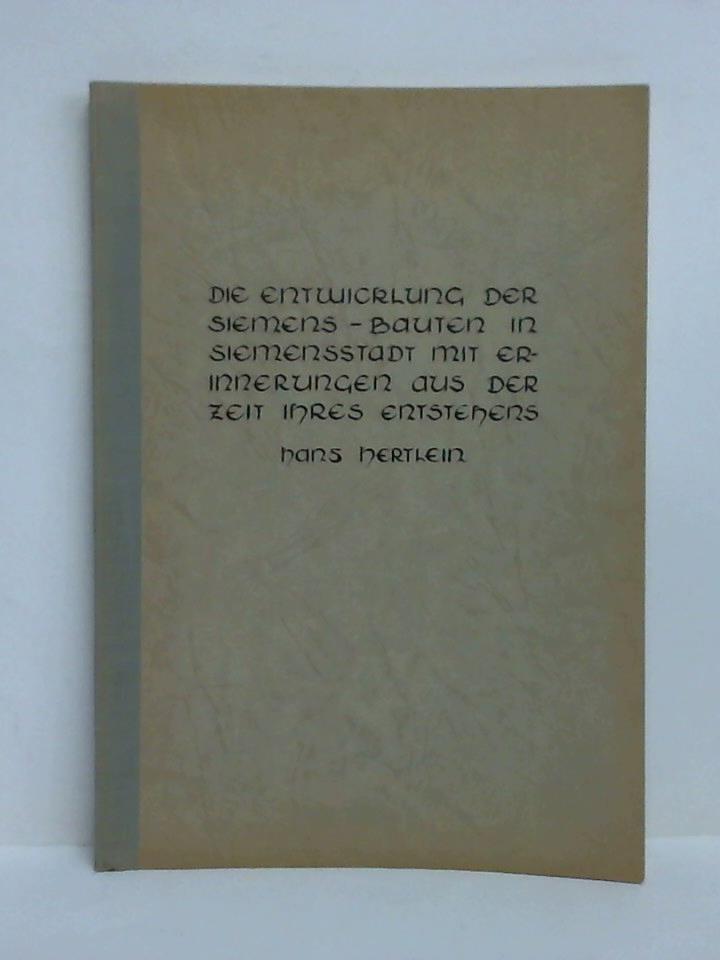 DIE ENTWICKLUNG DER
SIEMENS - BAUTEN IN
SIEMENSSTADT MIT ER-
INNERUNGEN AUS DER
ZEIT IHRES ENTSTEHENS
HANS HERTLEIN